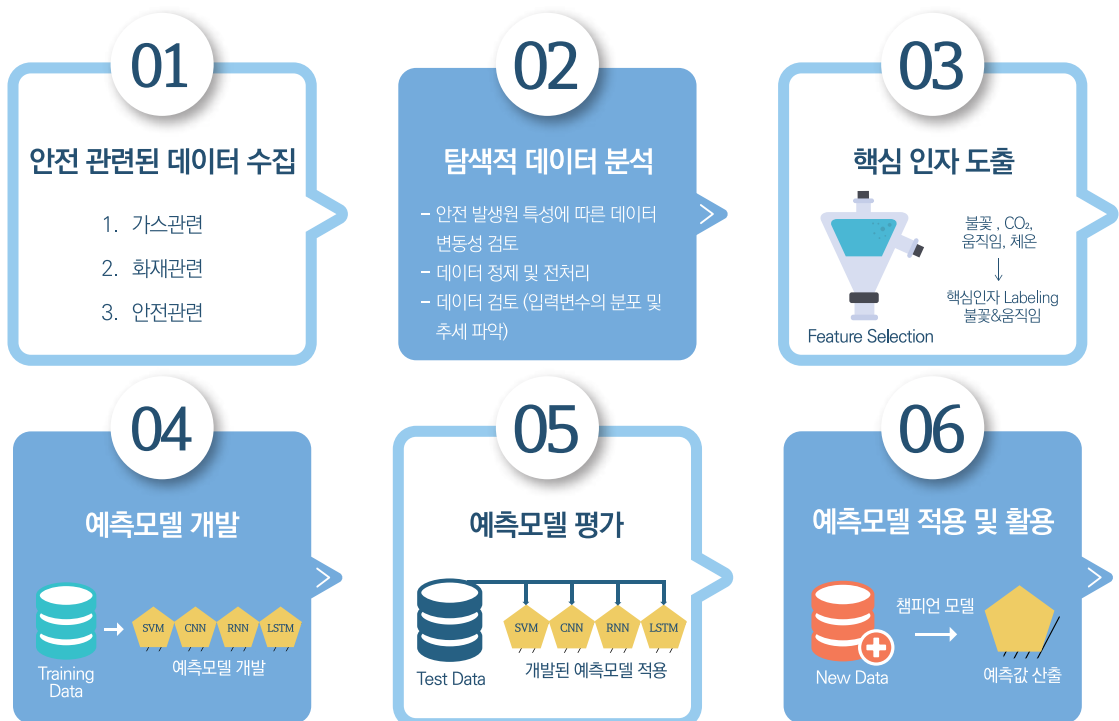 01
안전 관련된 데이터 수집
1. 가스관련
2. 화재관련
3. 안전관련
02
탐색적 데이터 분석
– 안전 발생원 특성에 따른 데이터
변동성 검토
– 데이터 정제 및 전처리
– 데이터 검토 (입력변수의 분포 및
추세 파악)
03
핵심 인자 도출
불꽃 , CO₂,
움직임, 체온
핵심인자 Labeling
불꽃&움직임
Feature Selection
04
예측모델 개발
SVM CNN RNN LSTM
예측모델 개발
Training
Data
05
예측모델 평가
SVM CNN RNN LSTM
개발된 예측모델 적용
Test Data
06
예측모델 적용 및 활용
챔피언 모델
New Data
예측값 산출